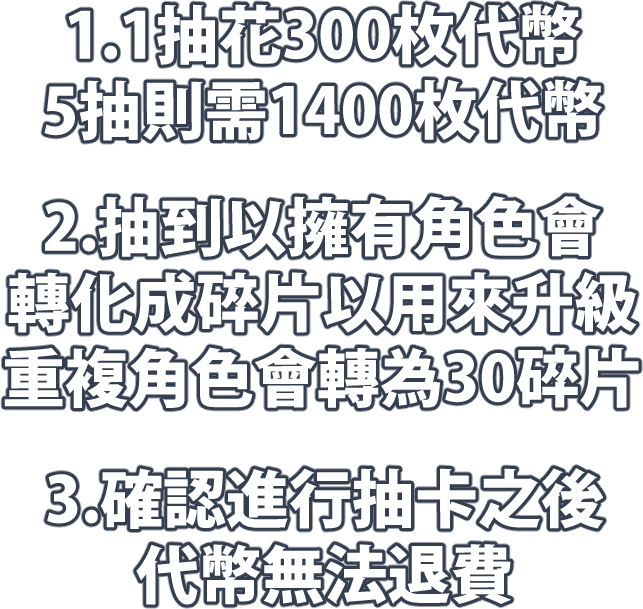 1.1抽花300枚代幣
5抽則需1400枚代幣
2.抽到以擁有角色會
轉化成碎片以用來升級
重複角色會轉為30碎片
3.確認進行抽卡之後
代幣無法退費